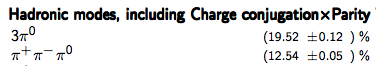 Hadronic modes, including Charge conjugation×Parity
3π⁰ (19.52 ±0.12 ) %
π⁺ π⁻ π⁰ (12.54 ±0.05 ) %